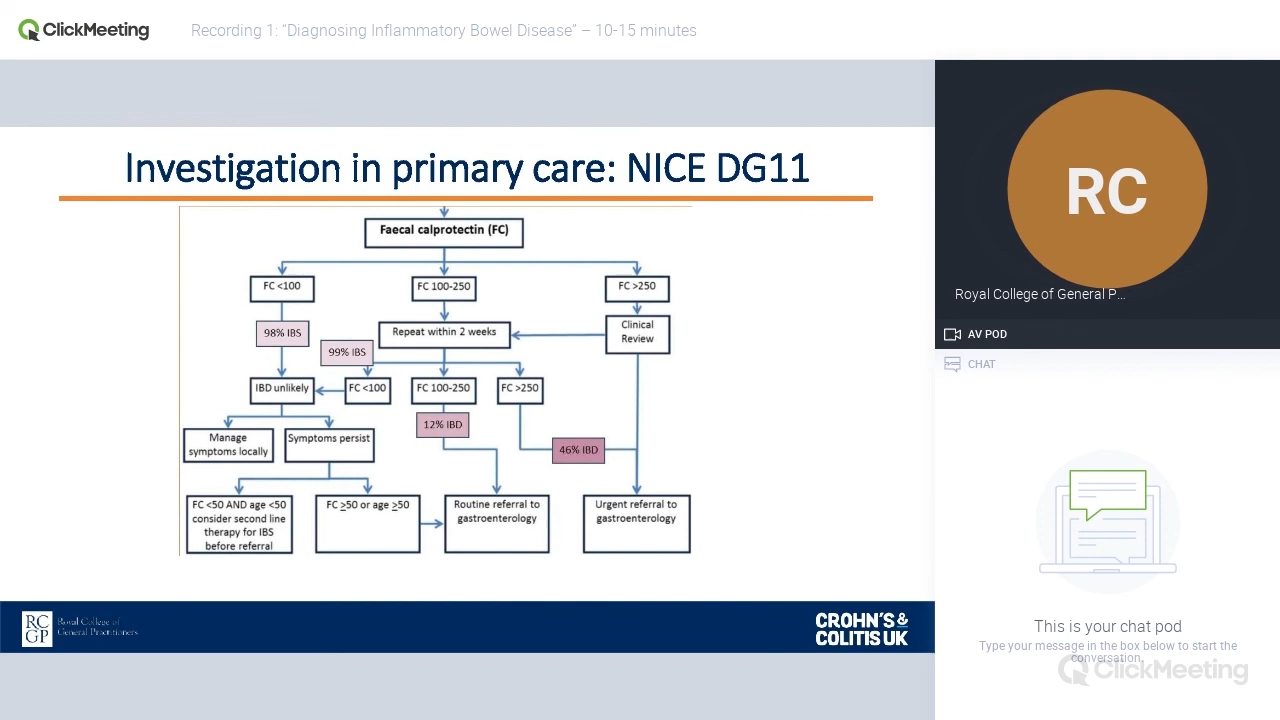 ClickMeeting
Recording 1: "Diagnosing Inflammatory Bowel Disease" – 10-15 minutes
Investigation in primary care: NICE DG11
Faecal calprotectin (FC)
FC <100
FC 100-250
FC >250
98% IBS
Repeat within 2 weeks
Clinical
Review
99% IBS
IBD unlikely
FC <100
FC 100-250
FC >250
12% IBD
46% IBD
Manage
symptoms locally
Symptoms persist
FC <50 AND age <50
consider second line
therapy for IBS
before referral
FC ≥50 or age ≥50
Routine referral to
gastroenterology
Urgent referral to
gastroenterology
RC
GP
Royal College of
General Practitioners
CROHN'S &
COLITIS UK
RC
Royal College of General P...
AV POD
CHAT
This is your chat pod
Type your message in the box below to start the
conversation.
ClickMeeting